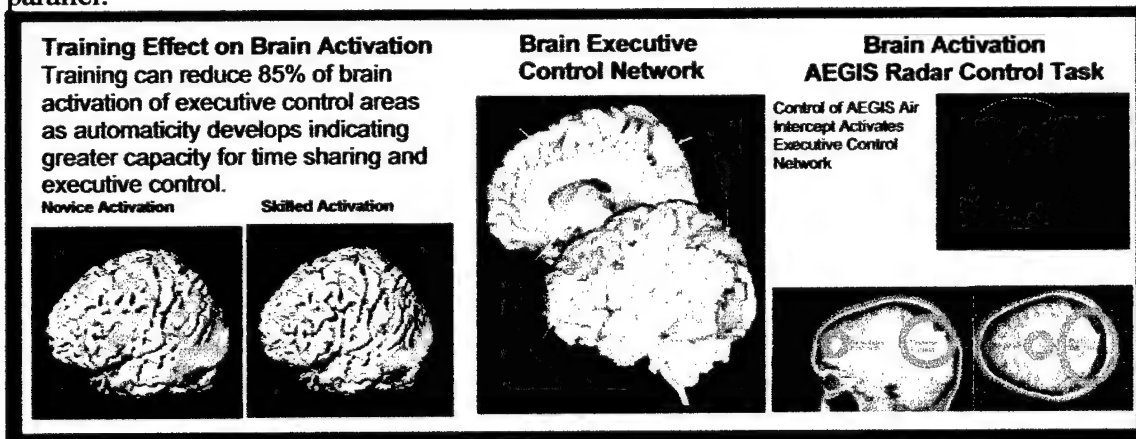 parallel.
Training Effect on Brain Activation
Training can reduce 85% of brain
activation of executive control areas
as automaticity develops indicating
greater capacity for time sharing and
executive control.
Novice Activation
Skilled Activation
Brain Executive
Control Network
Brain Activation
AEGIS Radar Control Task
Control of AEGIS Air
Intercept Activates
Executive Control
Network